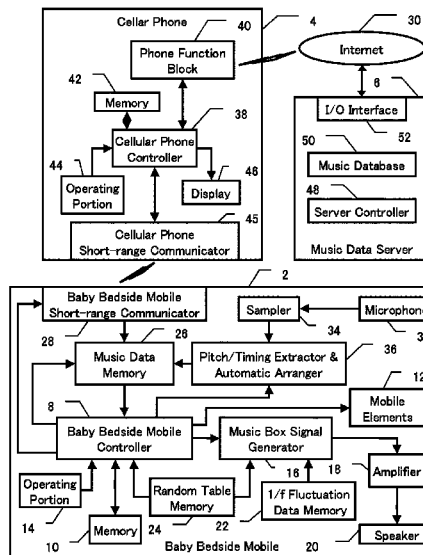 Cellar Phone
40
4
30
Phone Function
Block
Internet
42
6
Memory
38
I/O Interface
Cellular Phone
Controller
50
52
44
46
Music Database
Operating
Portion
Display
48
45
Server Controller
Cellular Phone
Short-range Communicator
Music Data Server
2
Baby Bedside Mobile
Short-range Communicator
Sampler
Microphone
28
26
34
Music Data
Memory
Pitch/Timing Extractor &
Automatic Arranger
36
12
8
Mobile
Elements
Baby Bedside Mobile
Controller
Music Box Signal
Generator
16
18
Amplifier
Operating
Portion
Random Table
Memory
1/f Fluctuation
Data Memory
14
24
22
Memory
Speaker
10
20
Baby Bedside Mobile